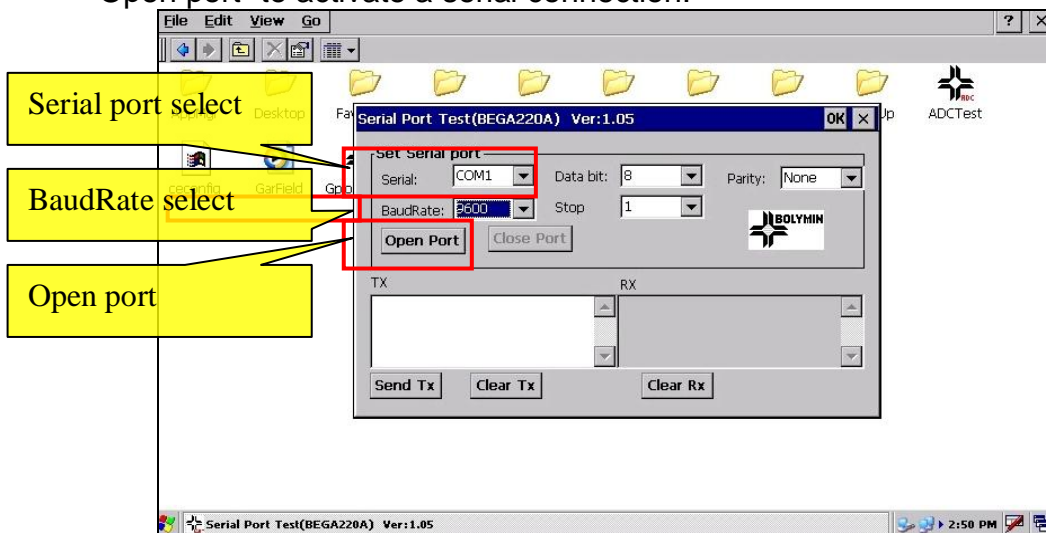 "Open port" to activate a serial connection.
File Edit View Go ? ×
Desktop Fav Up ADCTest
Serial port select
Serial Port Test(BEGA220A) Ver:1.05 OK ×
Set Serial port
Serial: COM1 Data bit: 8 Parity: None
ceconfig GarField
BaudRate select
BaudRate: 9600 Stop 1
BOLYMIN
Open Port Close Port
Open port
TX RX
Send Tx Clear Tx Clear Rx
Serial Port Test(BEGA220A) Ver:1.05 2:50 PM